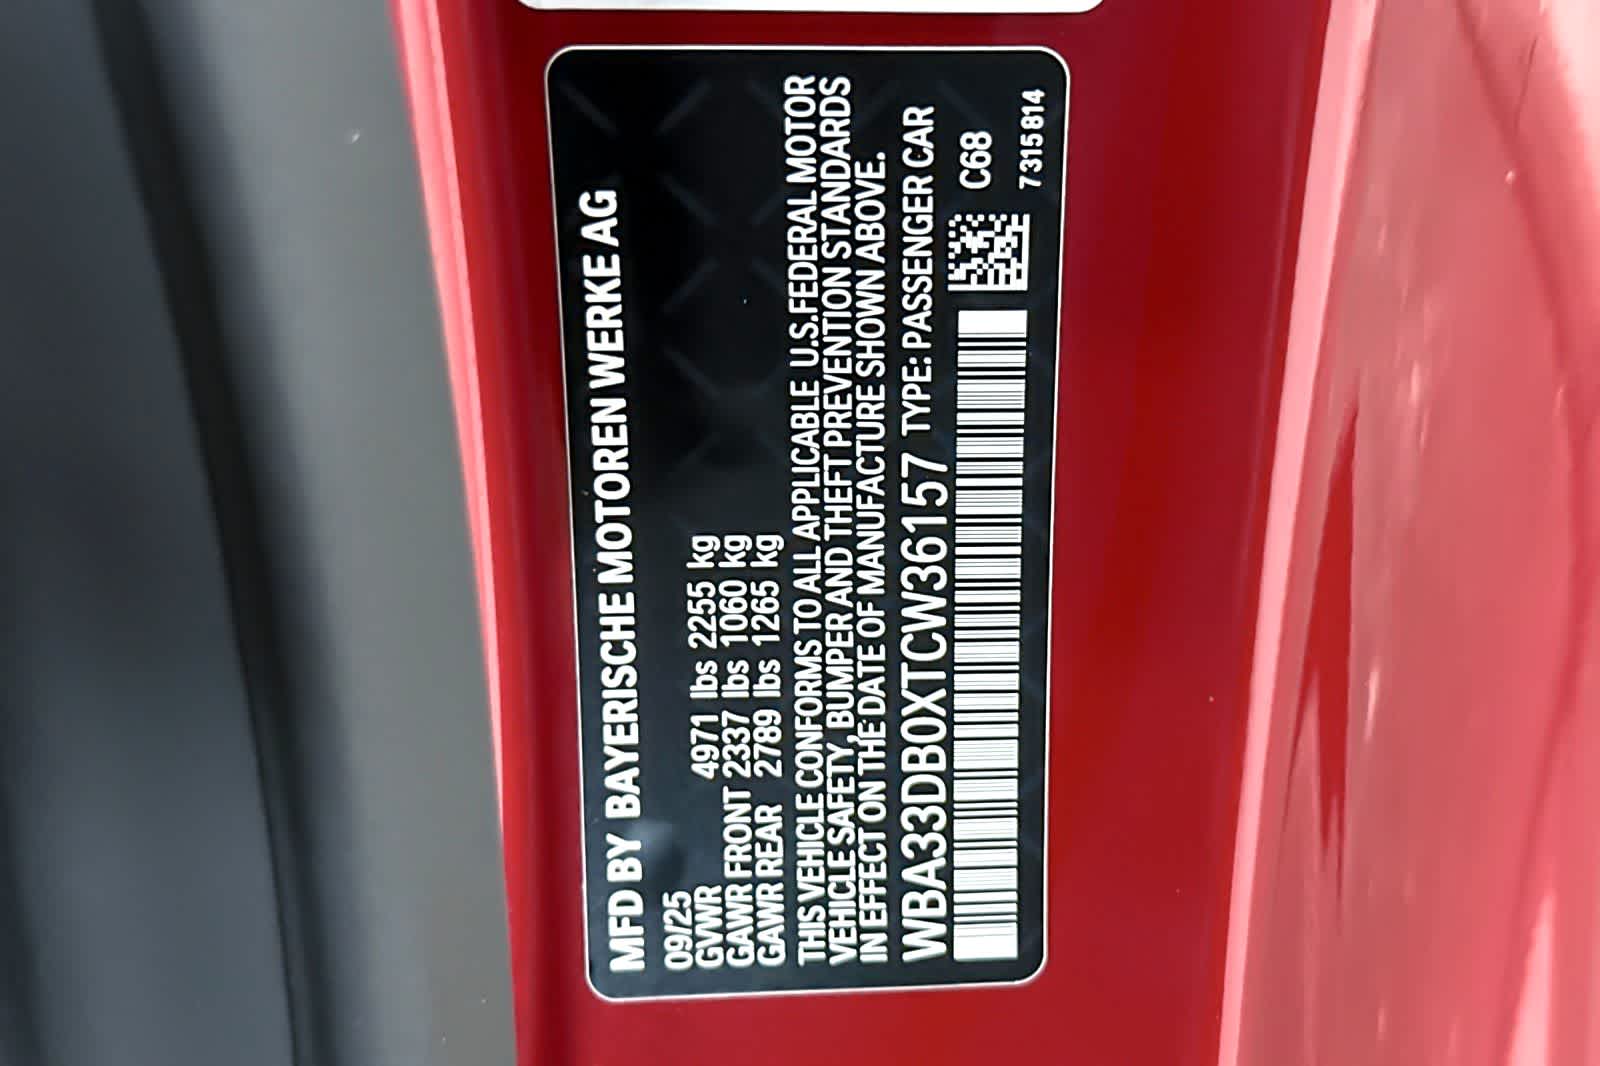 MFD BY BAYERISCHE MOTOREN WERKE AG
09/25
GVWR 4971 lbs 2255 kg
GAWR FRONT 2337 lbs 1060 kg
GAWR REAR 2789 lbs 1265 kg
THIS VEHICLE CONFORMS TO ALL APPLICABLE U.S.FEDERAL MOTOR
VEHICLE SAFETY, BUMPER AND THEFT PREVENTION STANDARDS
IN EFFECT ON THE DATE OF MANUFACTURE SHOWN ABOVE.
WBA33DB0XTCW36157 TYPE: PASSENGER CAR
C68
7315814